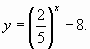 y = (2/5)^x − 8.